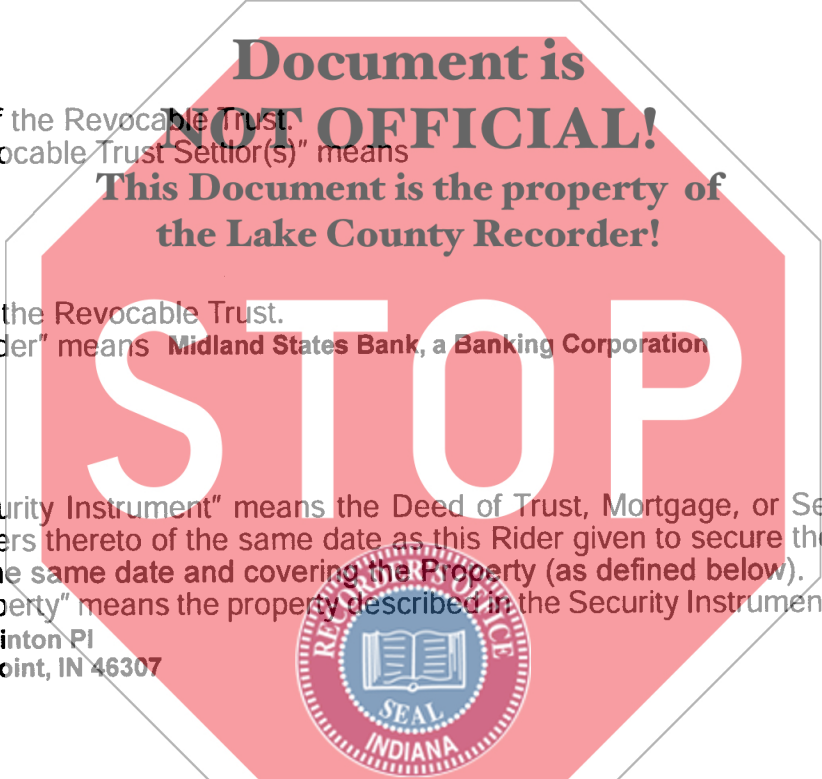 Document is
NOT OFFICIAL!
This Document is the property of
the Lake County Recorder!
the Revocable Trust.
ocable Trust Settlor(s)" means
the Revocable Trust.
der" means Midland States Bank, a Banking Corporation
STOP
urity Instrument" means the Deed of Trust, Mortgage, or Se
ers thereto of the same date as this Rider given to secure the
e same date and covering the Property (as defined below).
perty" means the property described in the Security Instrumen
inton Pl
oint, IN 46307
RECORDER'S OFFICE
SEAL
INDIANA